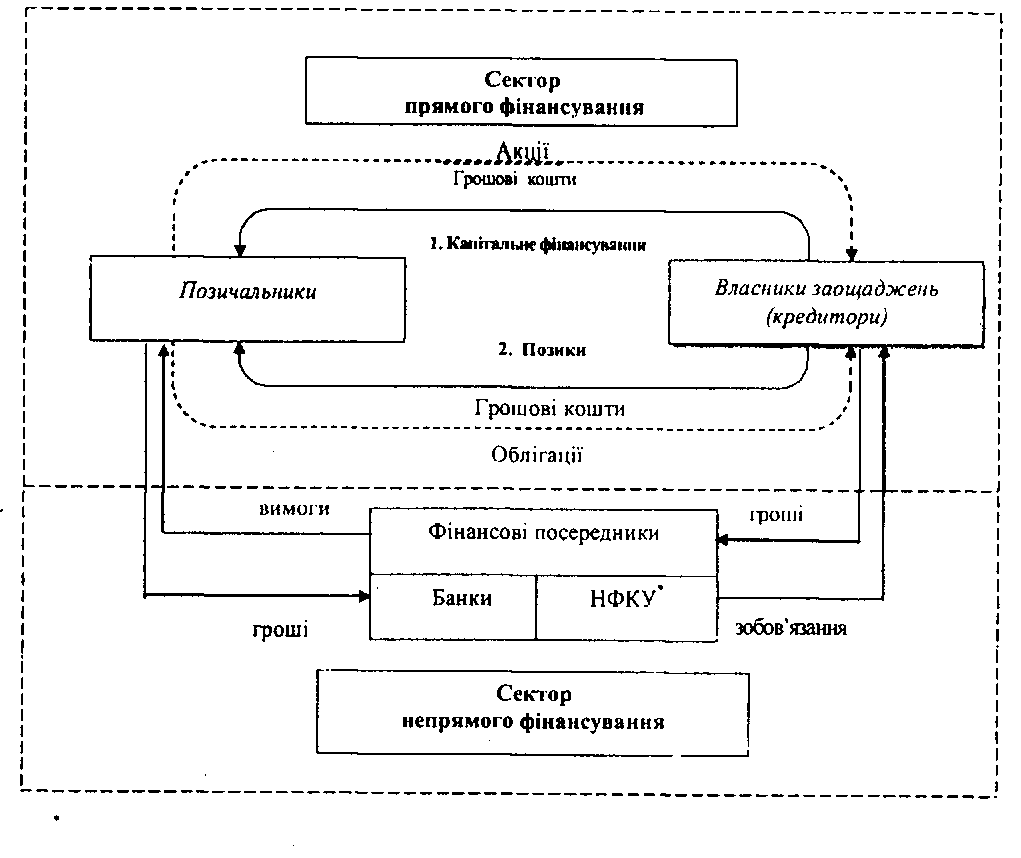 Сектор
прямого фінансування
Акції
Грошові кошти
1. Капітальне фінансування
Позичальники
Власники заощаджень
(кредитори)
2. Позики
Грошові кошти
Облігації
вимоги
гроші
Фінансові посередники
Банки
НФКУ*
гроші
зобов'язання
Сектор
непрямого фінансування